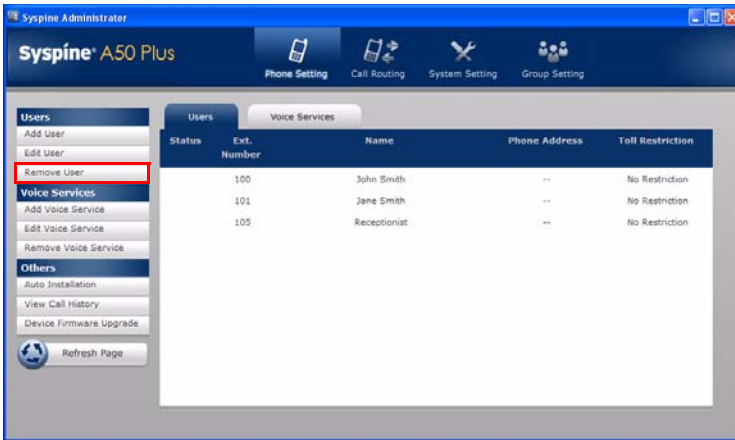 Syspine Administrator
Syspine A50 Plus
Phone Setting
Call Routing
System Setting
Group Setting
Users
Add User
Edit User
Remove User
Voice Services
Add Voice Service
Edit Voice Service
Remove Voice Service
Others
Auto Installation
View Call History
Device Firmware Upgrade
Refresh Page
Users Voice Services
Status Ext. Number Name Phone Address Toll Restriction
100 John Smith -- No Restriction
101 Jane Smith -- No Restriction
105 Receptionist -- No Restriction